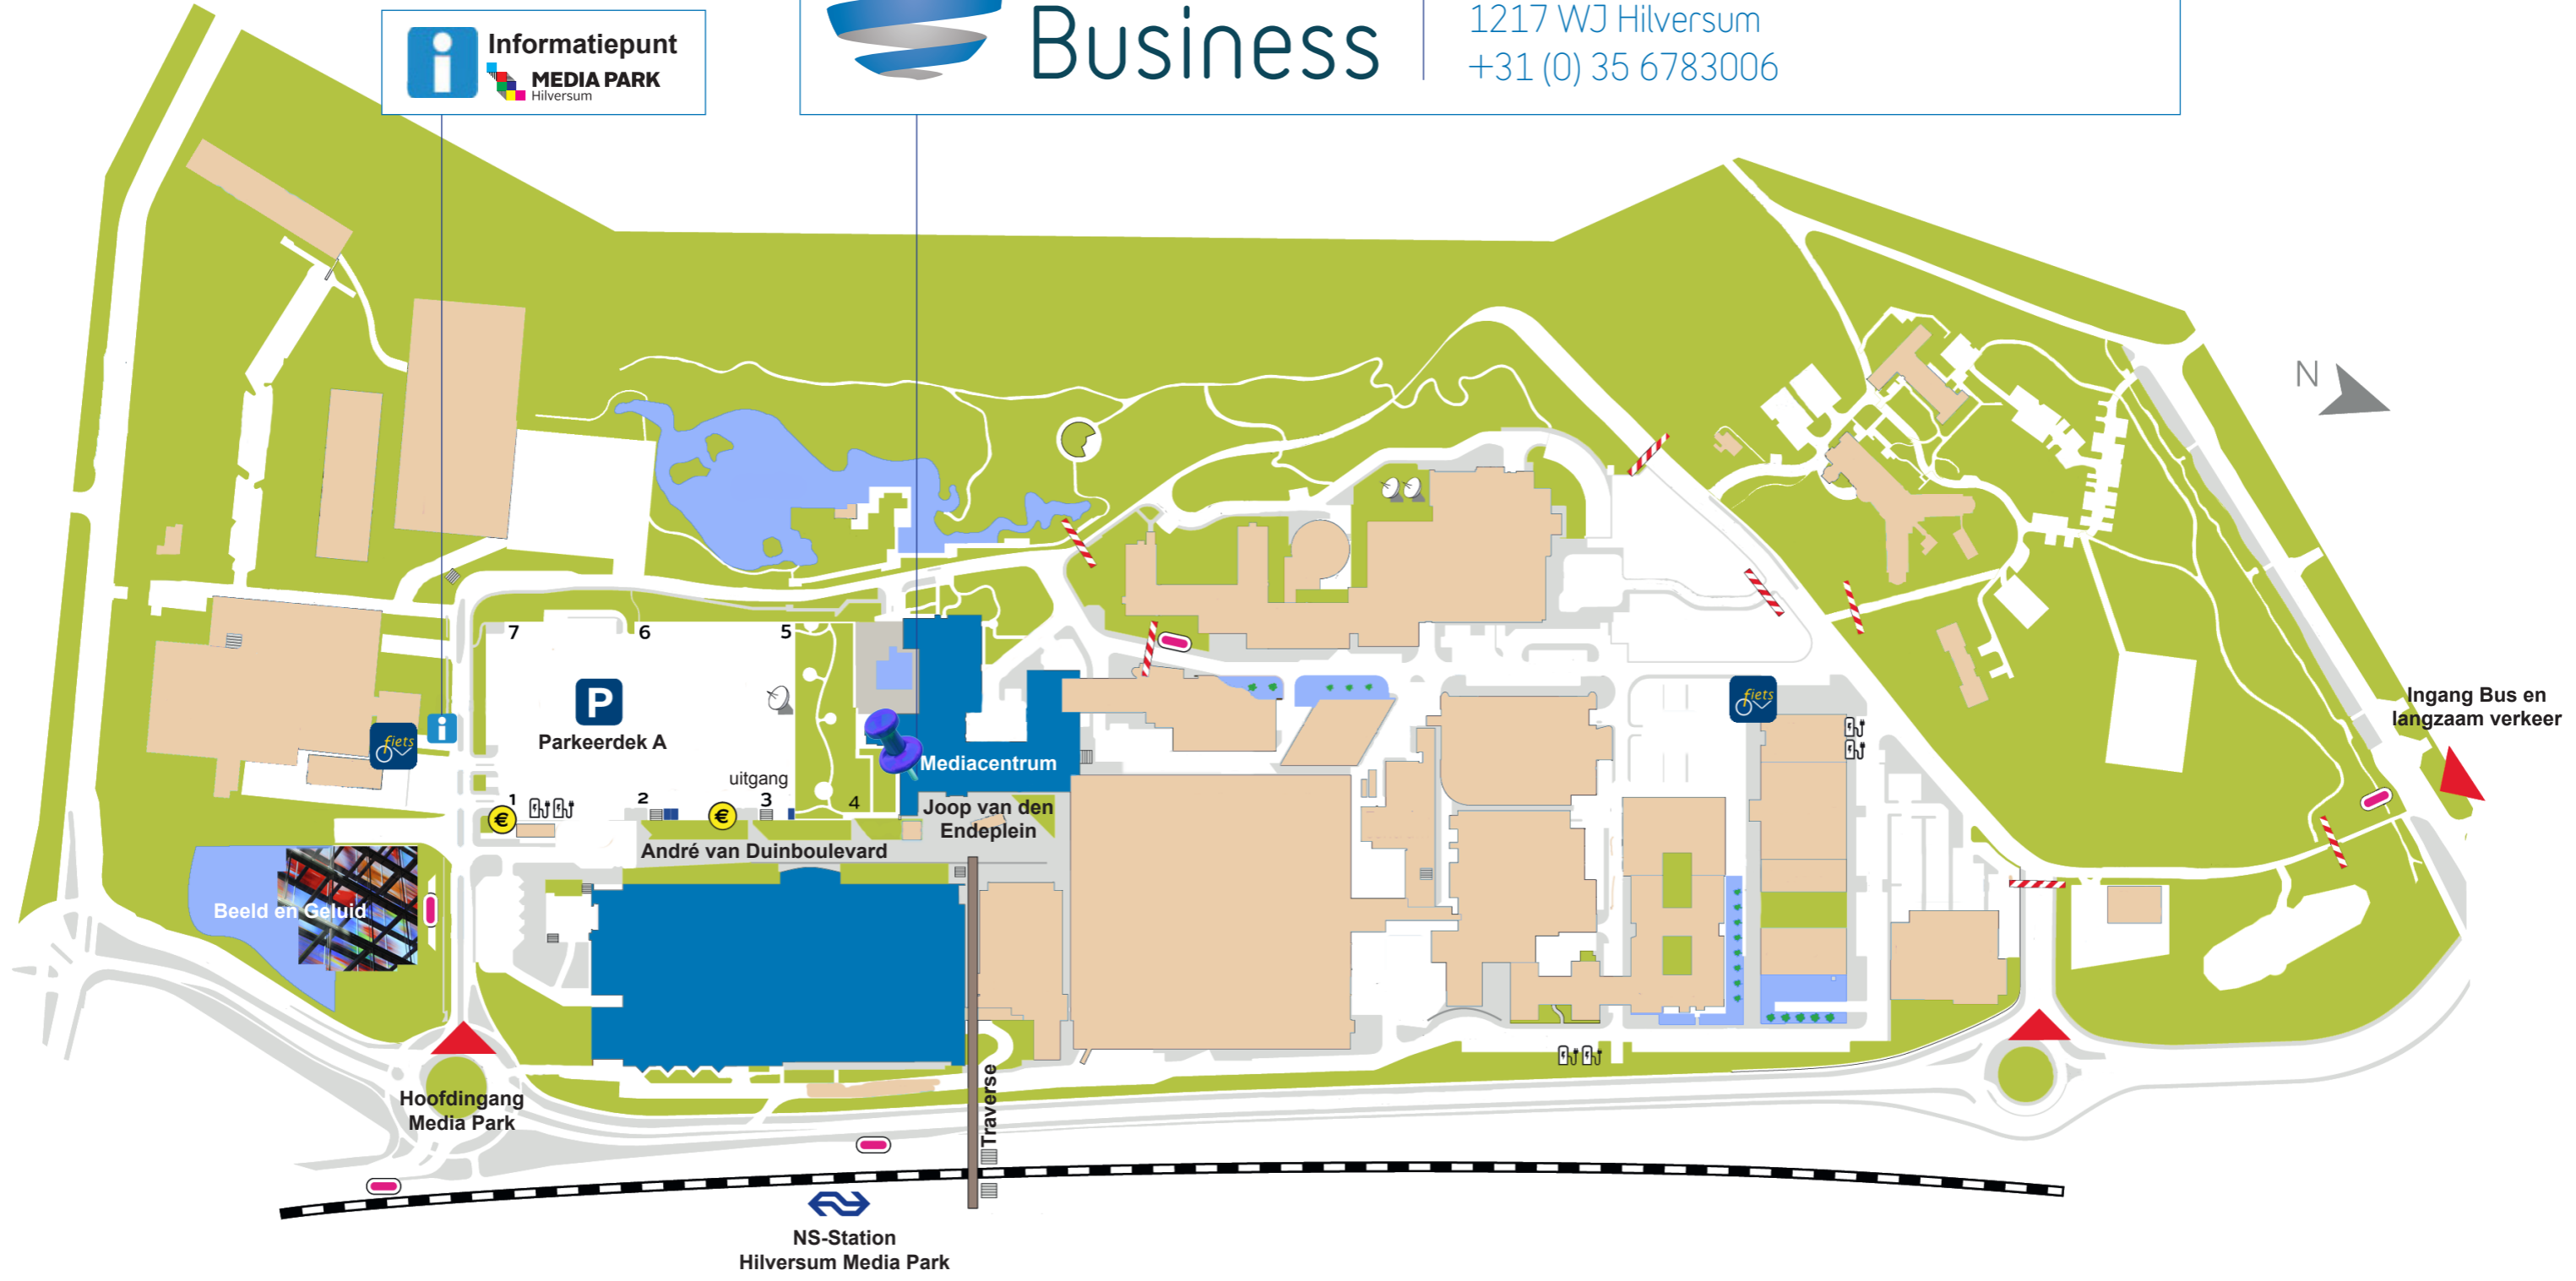 Informatiepunt
MEDIA PARK
Hilversum
Business
1217 WJ Hilversum
+31 (0) 35 6783006
N
7
6
5
P
Parkeerdek A
fiets
i
uitgang
1
2
3
4
€
€
Mediacentrum
Joop van den
Endeplein
André van Duinboulevard
Beeld en Geluid
fiets
Ingang Bus en
langzaam verkeer
Hoofdingang
Media Park
Traverse
NS-Station
Hilversum Media Park